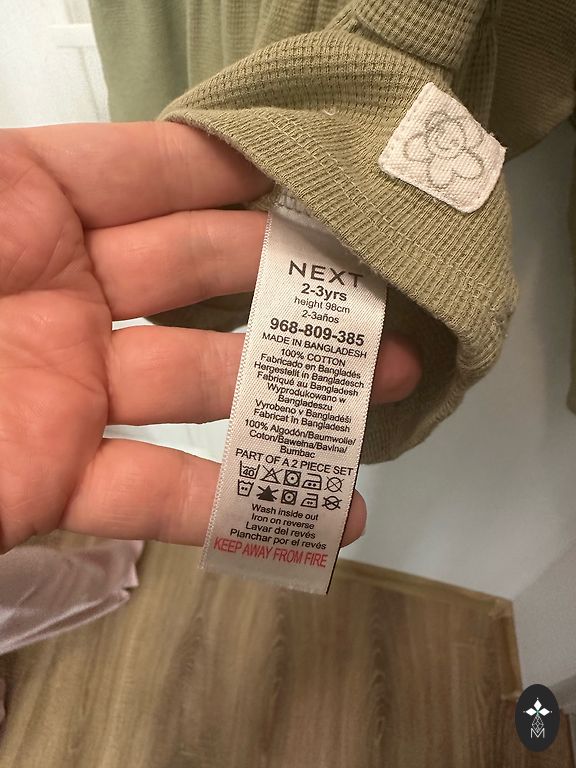 NEXT
2-3yrs
height 98cm
2-3años
968-809-385
MADE IN BANGLADESH
100% COTTON
Fabricado en Bangladés
Hergestellt in Bangladesch
Fabriqué au Bangladesh
Wyprodukowano w
Bangladeszu
Vyrobeno v Bangladéši
Fabricat în Bangladesh
100% Algodón/Baumwolle/
Coton/Bawełna/Bavlna/
Bumbac
PART OF A 2 PIECE SET
40
Wash inside out
Iron on reverse
Lavar del revés
Planchar por el revés
KEEP AWAY FROM FIRE
M